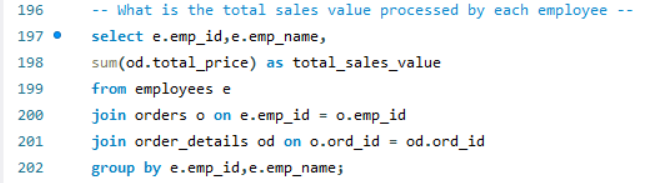 196 -- What is the total sales value processed by each employee --
197 select e.emp_id,e.emp_name,
198 sum(od.total_price) as total_sales_value
199 from employees e
200 join orders o on e.emp_id = o.emp_id
201 join order_details od on o.ord_id = od.ord_id
202 group by e.emp_id,e.emp_name;